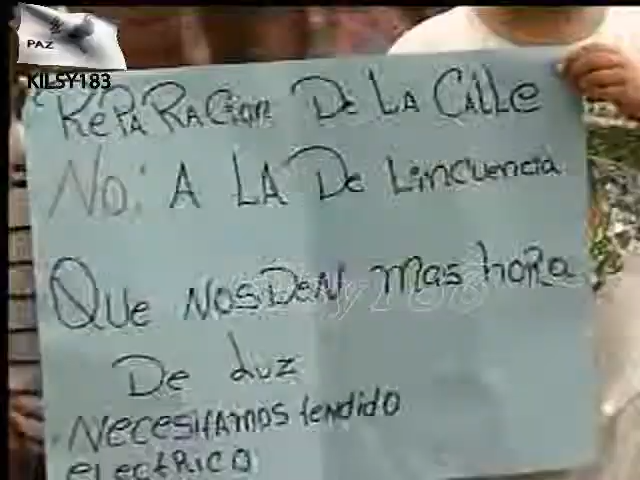 PAZ
KILSY183
RePaRaCion De LA CALLe
No: A LA De Lincuencia
Que NOSDeN mas hora
De Luz
Necesitamos tendido
electRico